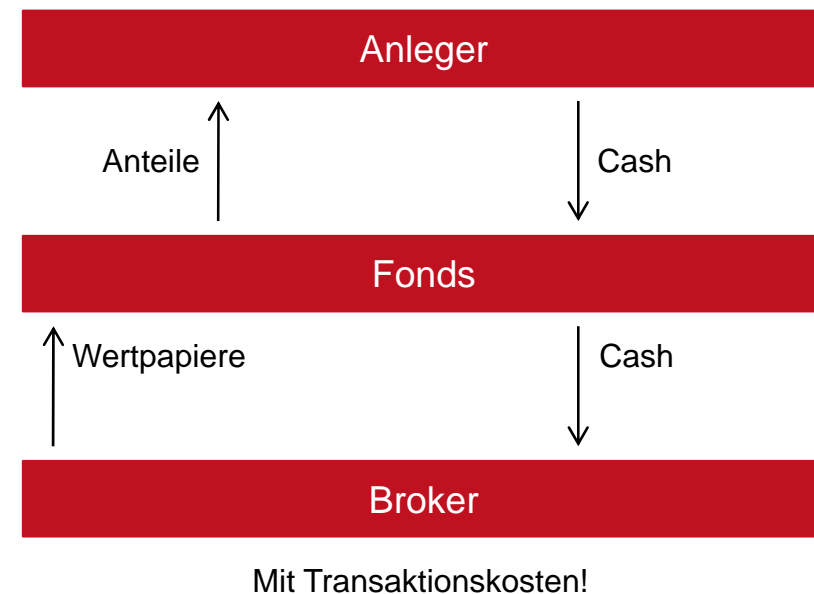 Anleger
Anteile
Cash
Fonds
Wertpapiere
Cash
Broker
Mit Transaktionskosten!